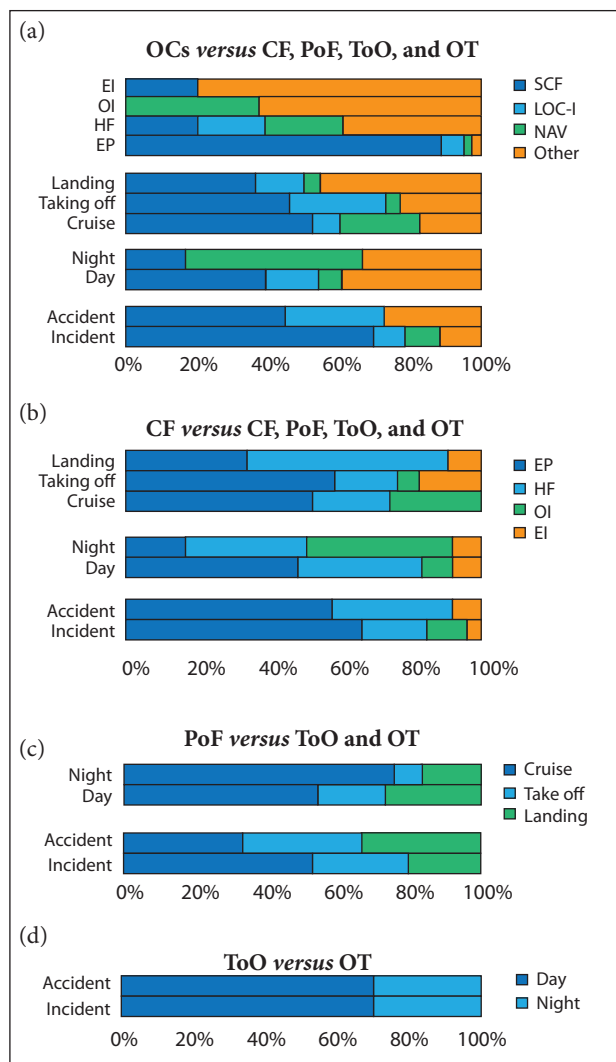 (a)
OCs versus CF, PoF, ToO, and OT
EI
OI
HF
EP
SCF
LOC-I
NAV
Other
Landing
Taking off
Cruise
Night
Day
Accident
Incident
0% 20% 40% 60% 80% 100%
(b)
CF versus CF, PoF, ToO, and OT
Landing
Taking off
Cruise
EP
HF
OI
EI
Night
Day
Accident
Incident
0% 20% 40% 60% 80% 100%
(c)
PoF versus ToO and OT
Night
Day
Cruise
Take off
Landing
Accident
Incident
0% 20% 40% 60% 80% 100%
(d)
ToO versus OT
Accident
Incident
Day
Night
0% 20% 40% 60% 80% 100%